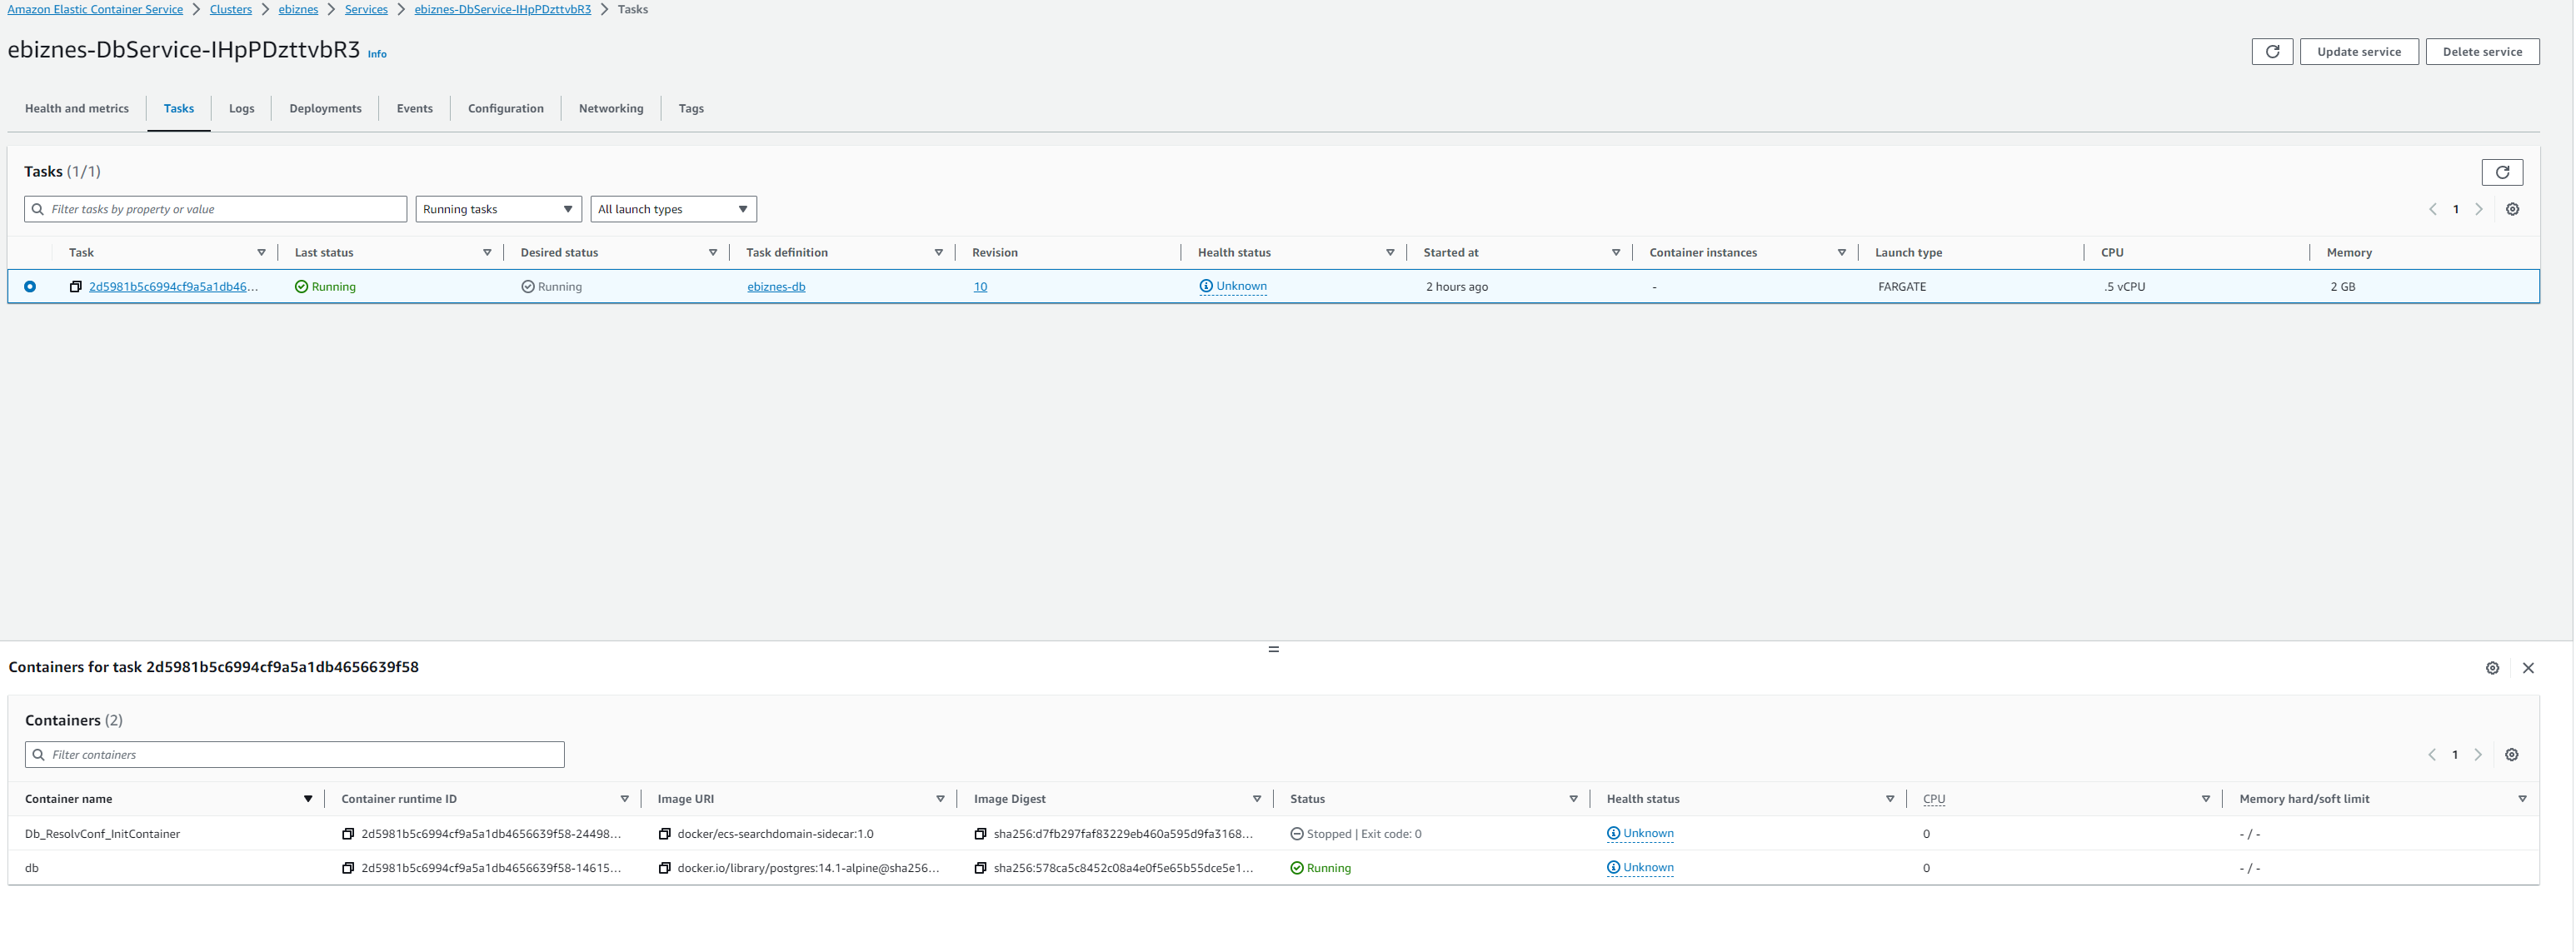 Amazon Elastic Container Service > Clusters > ebiznes > Services > ebiznes-DbService-IHpPDzttvbR3 > Tasks
ebiznes-DbService-IHpPDzttvbR3 Info
Update service Delete service
Health and metrics Tasks Logs Deployments Events Configuration Networking Tags
Tasks (1/1)
Filter tasks by property or value Running tasks All launch types 1
Task Last status Desired status Task definition Revision Health status Started at Container instances Launch type CPU Memory
2d5981b5c6994cf9a5a1db46... Running Running ebiznes-db 10 Unknown 2 hours ago - FARGATE .5 vCPU 2 GB
Containers for task 2d5981b5c6994cf9a5a1db4656639f58
Containers (2)
Filter containers 1
Container name Container runtime ID Image URI Image Digest Status Health status CPU Memory hard/soft limit
Db_ResolvConf_InitContainer 2d5981b5c6994cf9a5a1db4656639f58-24498... docker/ecs-searchdomain-sidecar:1.0 sha256:d7fb297faf83229eb460a595d9fa3168... Stopped | Exit code: 0 Unknown 0 - / -
db 2d5981b5c6994cf9a5a1db4656639f58-14615... docker.io/library/postgres:14.1-alpine@sha256... sha256:578ca5c8452c08a4e0f5e65b55dce5e1... Running Unknown 0 - / -